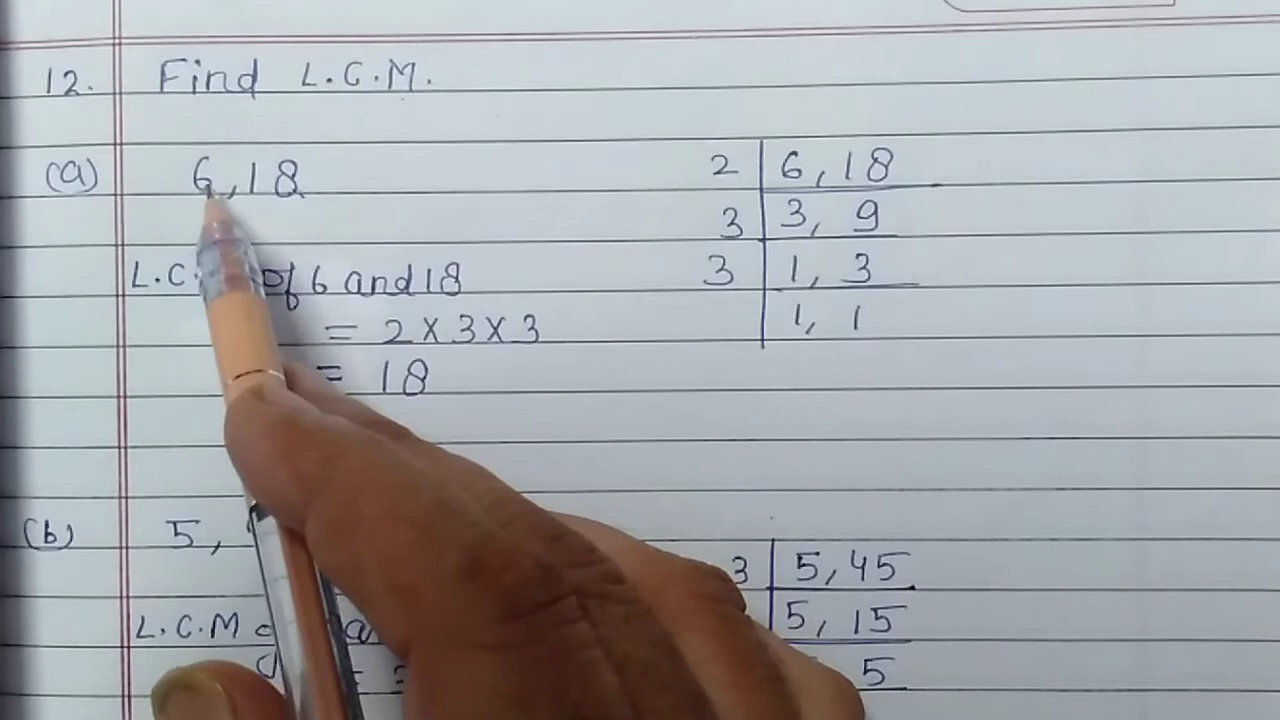 12. Find L.C.M.
(a) 6,18
2 6,18
3 3, 9
3 1, 3
1, 1
L.C. of 6 and 18
= 2 × 3 × 3
= 18
(b) 5,
3 5,45
5, 15
5
L.C.M